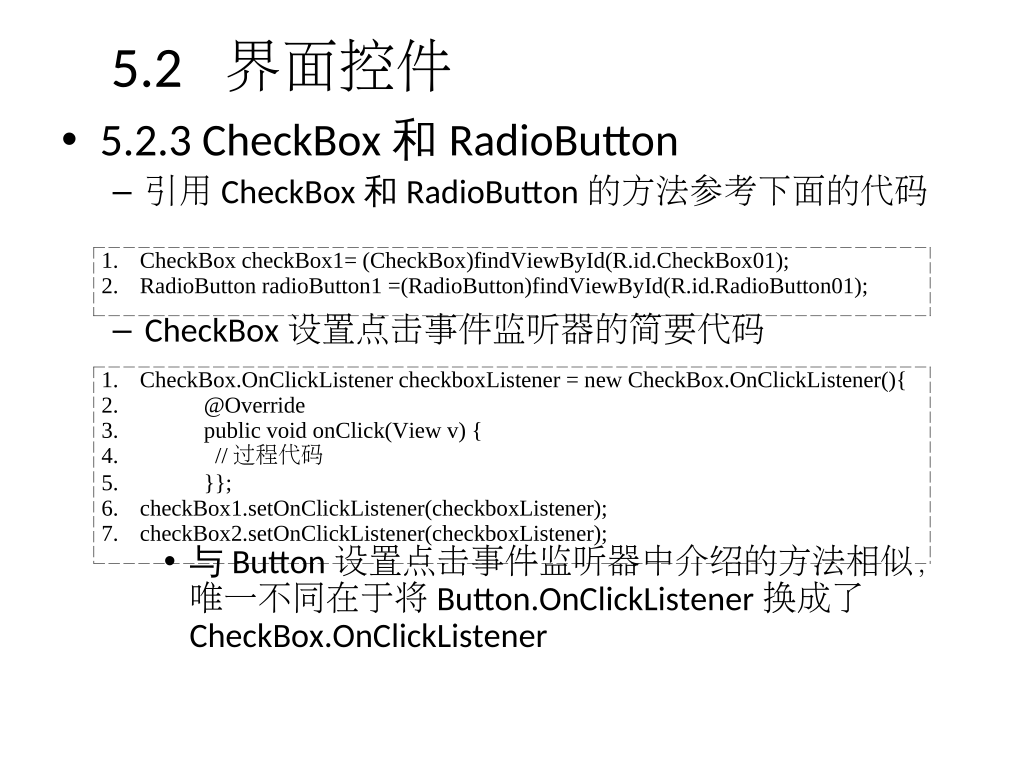 5.2 界面控件
• 5.2.3 CheckBox 和 RadioButton
– 引用 CheckBox 和 RadioButton 的方法参考下面的代码
1. CheckBox checkBox1= (CheckBox)findViewById(R.id.CheckBox01);
2. RadioButton radioButton1 =(RadioButton)findViewById(R.id.RadioButton01);
– CheckBox 设置点击事件监听器的简要代码
1. CheckBox.OnClickListener checkboxListener = new CheckBox.OnClickListener(){
2. @Override
3. public void onClick(View v) {
4. // 过程代码
5. }};
6. checkBox1.setOnClickListener(checkboxListener);
7. checkBox2.setOnClickListener(checkboxListener);
• 与 Button 设置点击事件监听器中介绍的方法相似,
唯一不同在于将 Button.OnClickListener 换成了
CheckBox.OnClickListener